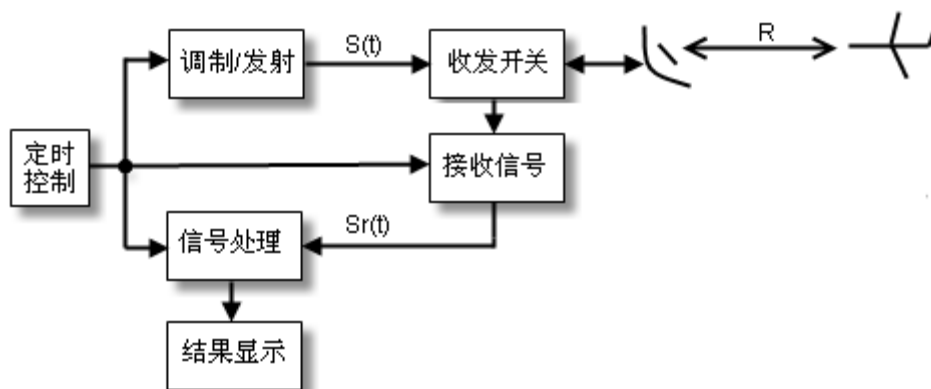 调制/发射
S(t)
收发开关
R
定时
控制
接收信号
信号处理
Sr(t)
结果显示